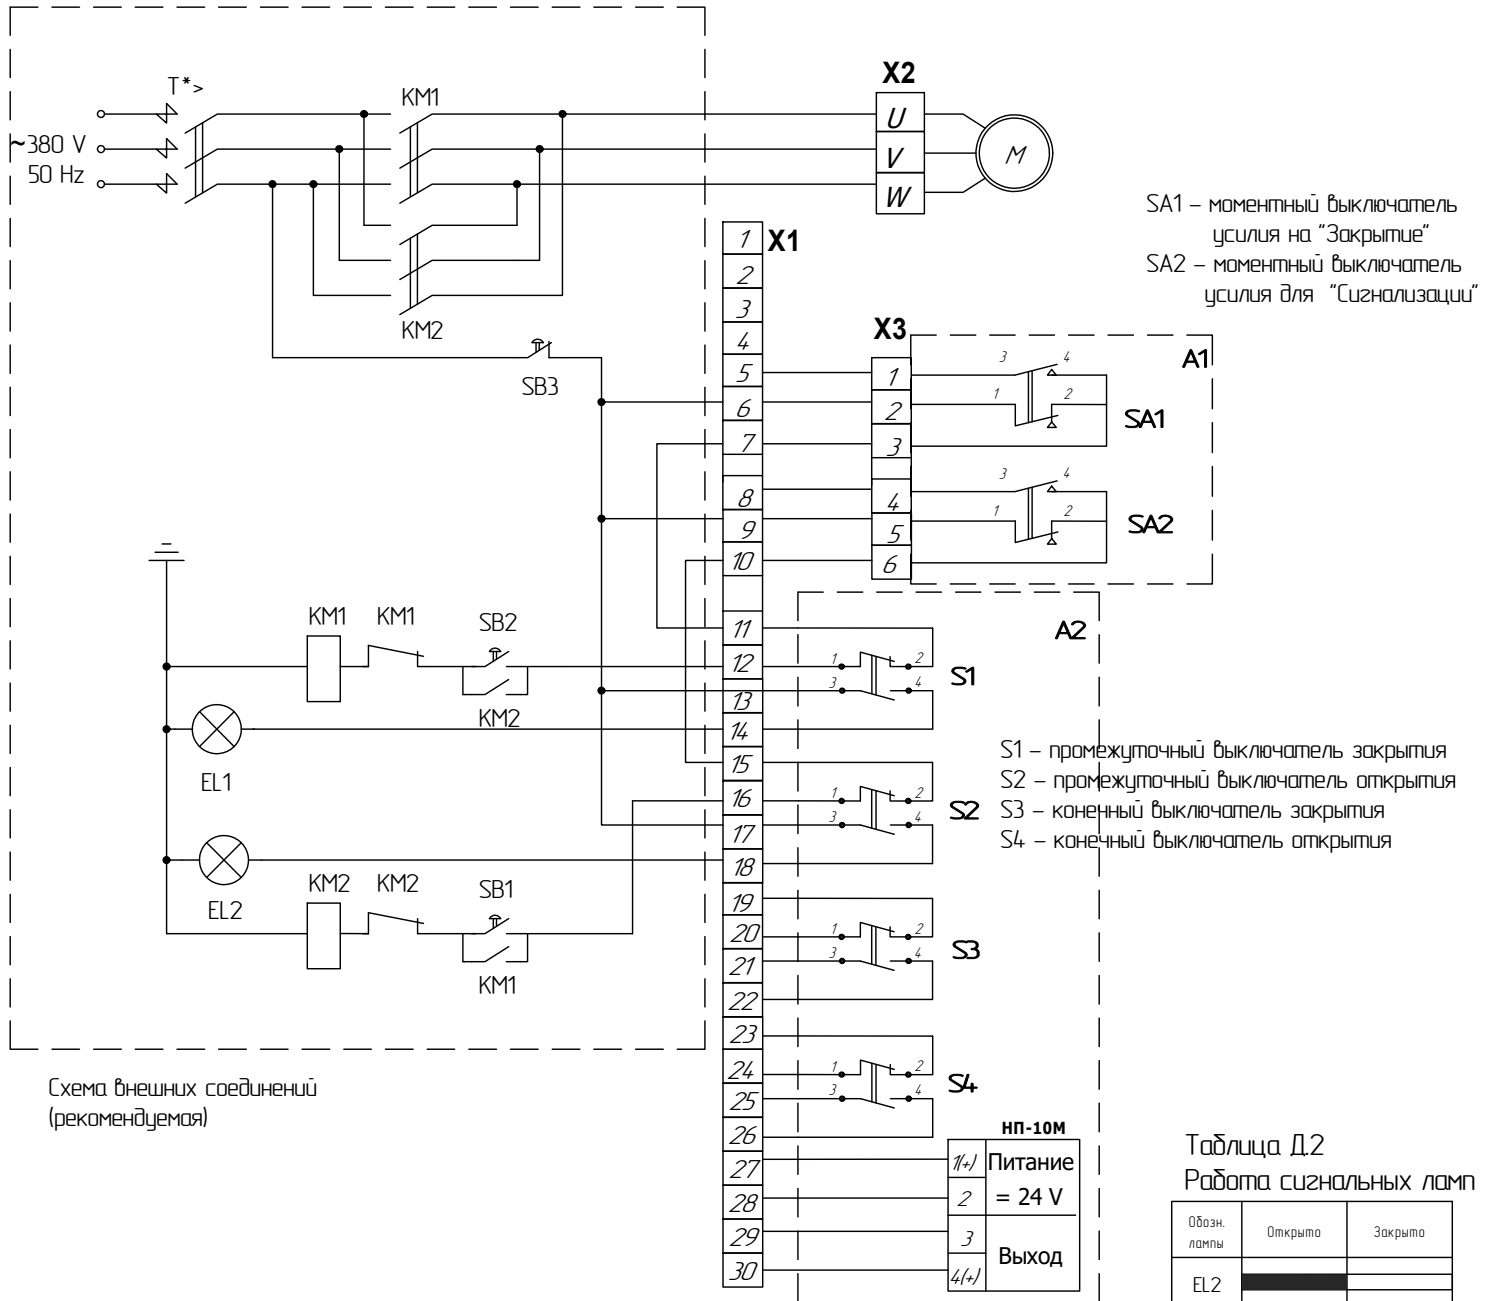 T*>
~380 V
50 Hz
KM1
KM2
SB3
X2
U
V
W
M
SA1 – моментный выключатель
усилия на "Закрытие"
SA2 – моментный выключатель
усилия для "Сигнализации"
X1
1
2
3
4
5
6
7
8
9
10
11
12
13
14
15
16
17
18
19
20
21
22
23
24
25
26
27
28
29
30
X3
1
2
3
4
5
6
A1
3 4
1 2
SA1
3 4
1 2
SA2
KM1 KM1 SB2
KM2
EL1
EL2
KM2 KM2 SB1
KM1
A2
1 2
3 4
S1
1 2
3 4
S2
1 2
3 4
S3
1 2
3 4
S4
S1 – промежуточный выключатель закрытия
S2 – промежуточный выключатель открытия
S3 – конечный выключатель закрытия
S4 – конечный выключатель открытия
Схема внешних соединений
(рекомендуемая)
НП-10М
1(+) Питание
2 = 24 V
3 Выход
4(+)
Таблица Д.2
Работа сигнальных ламп
Обозн. лампы Открыто Закрыто
EL2